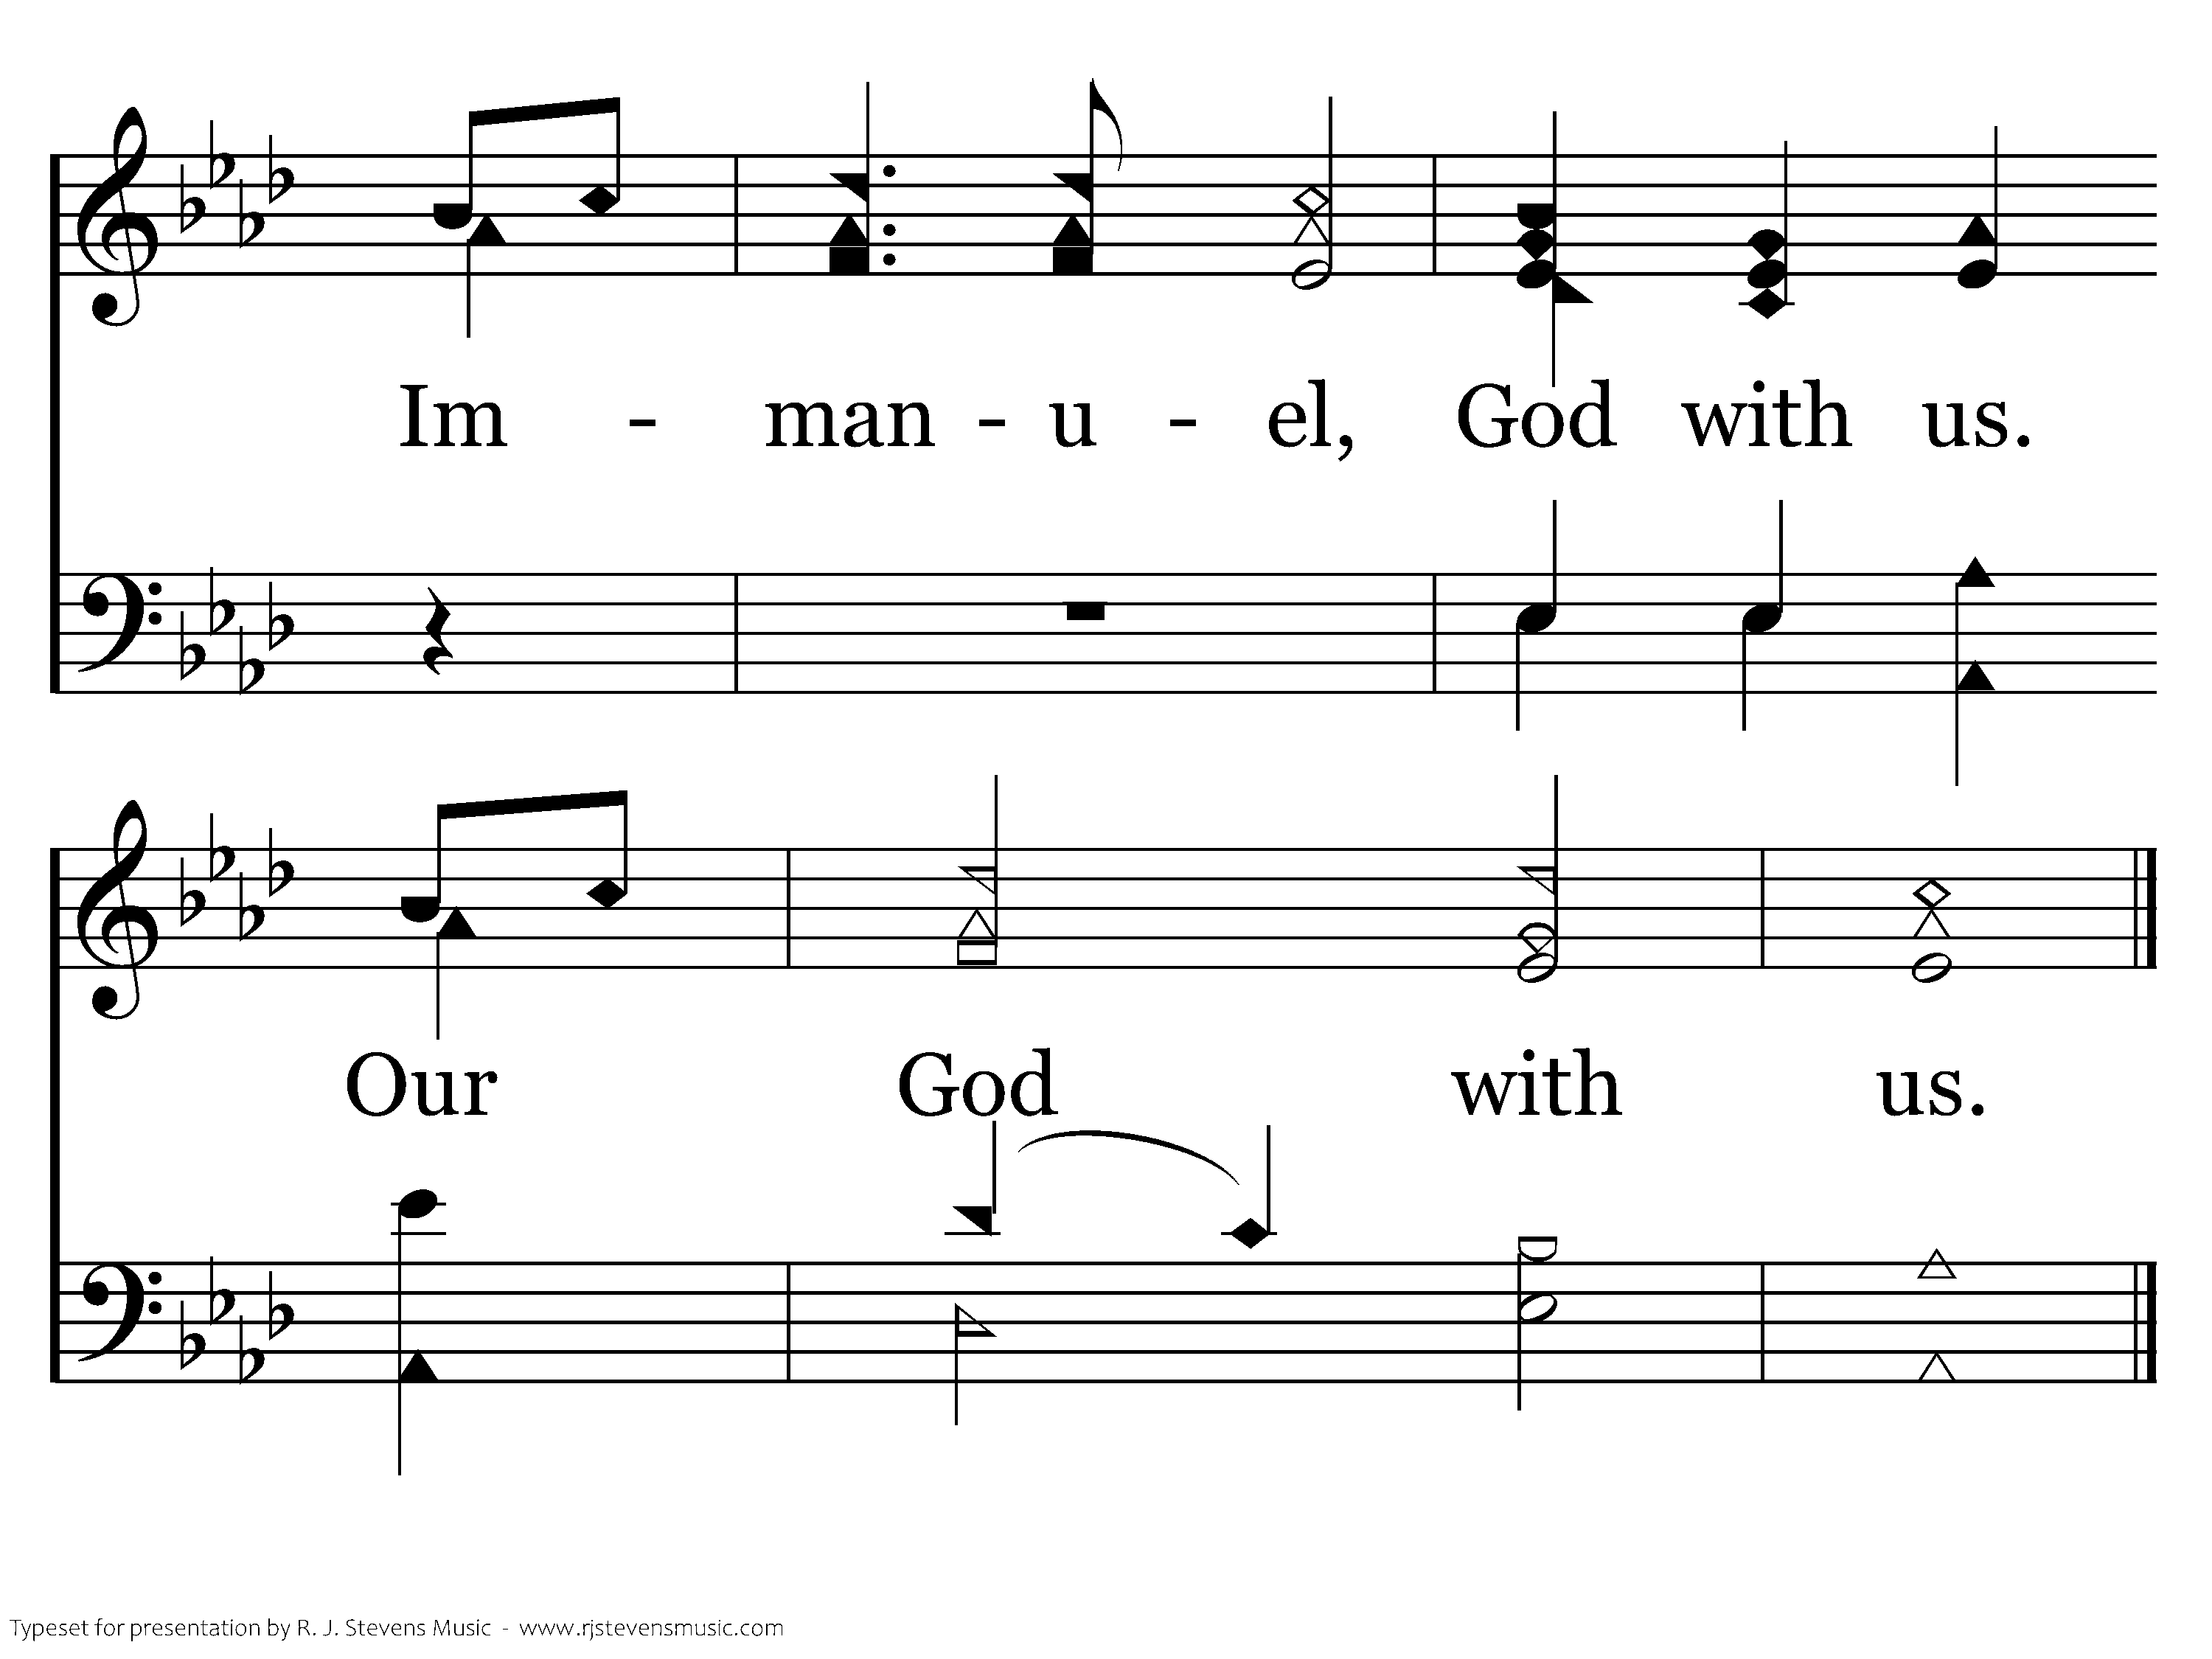 Im - man - u - el, God with us.
Our God with us.
Typeset for presentation by R. J. Stevens Music - www.rjstevensmusic.com